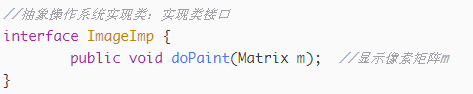 //抽象操作系统实现类：实现类接口
interface ImageImp {
public void doPaint(Matrix m);  //显示像素矩阵m
}